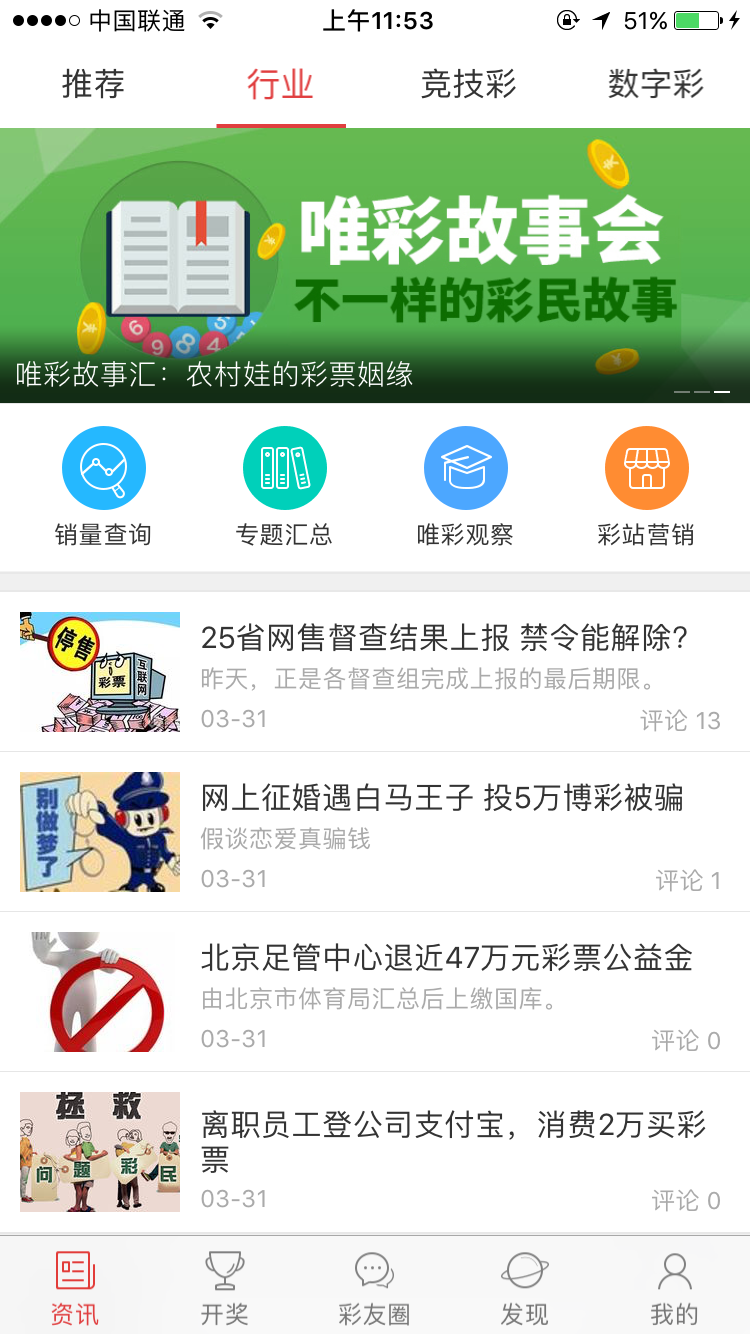 中国联通
上午11:53
51%
推荐
行业
竞技彩
数字彩
唯彩故事会
不一样的彩民故事
6
9
8
5
4
唯彩故事汇：农村娃的彩票姻缘
销量查询
专题汇总
唯彩观察
彩站营销
停售
彩票
互联网
25省网售督查结果上报 禁令能解除?
昨天，正是各督查组完成上报的最后期限。
03-31
评论 13
别做梦了
网上征婚遇白马王子 投5万博彩被骗
假谈恋爱真骗钱
03-31
评论 1
北京足管中心退近47万元彩票公益金
由北京市体育局汇总后上缴国库。
03-31
评论 0
拯救
问题彩民
离职员工登公司支付宝，消费2万买彩
票
03-31
评论 0
资讯
开奖
彩友圈
发现
我的